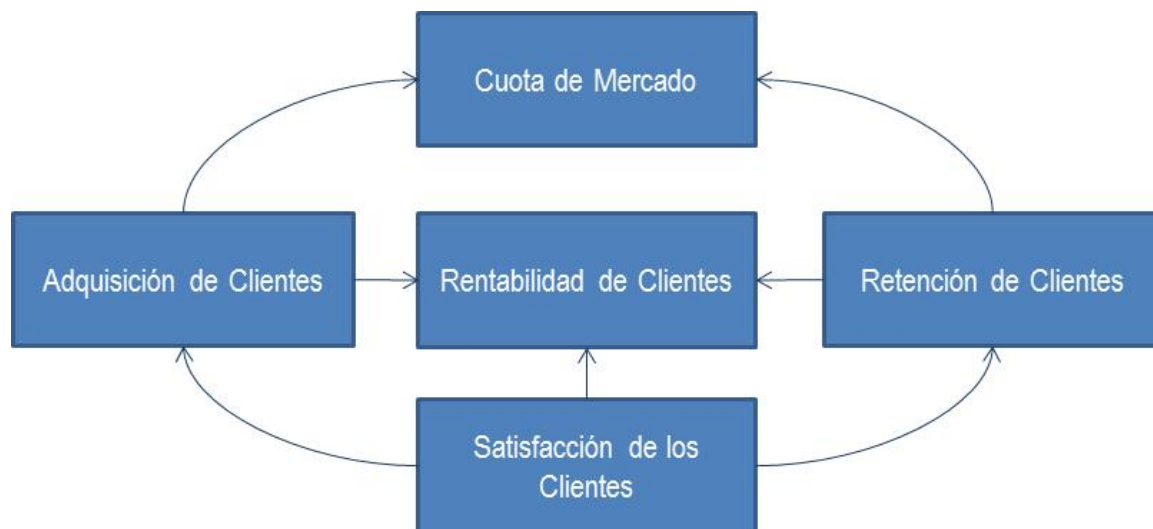 Cuota de Mercado
Adquisición de Clientes
Rentabilidad de Clientes
Retención de Clientes
Satisfacción de los
Clientes